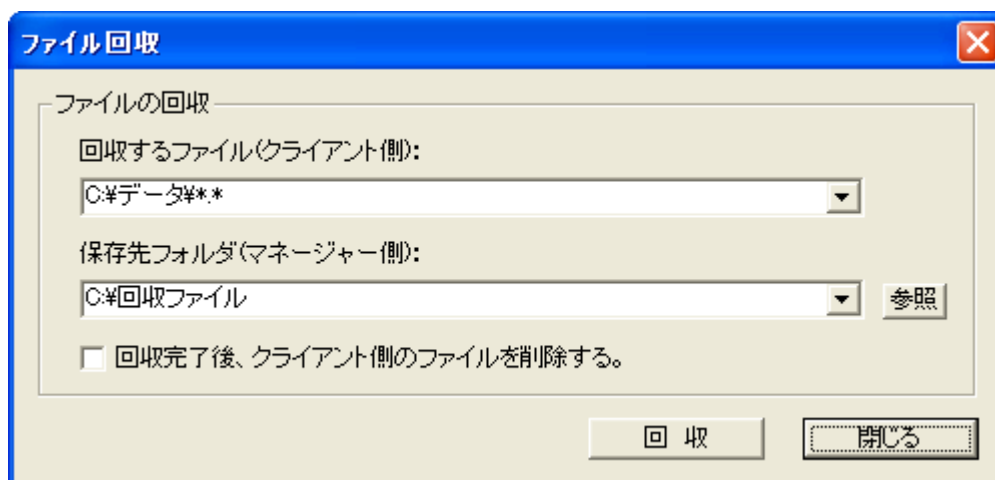 ファイル回収
ファイルの回収
回収するファイル(クライアント側):
C:¥データ¥*.*
保存先フォルダ(マネージャー側):
C:¥回収ファイル
参照
回収完了後、クライアント側のファイルを削除する。
回 収
閉じる